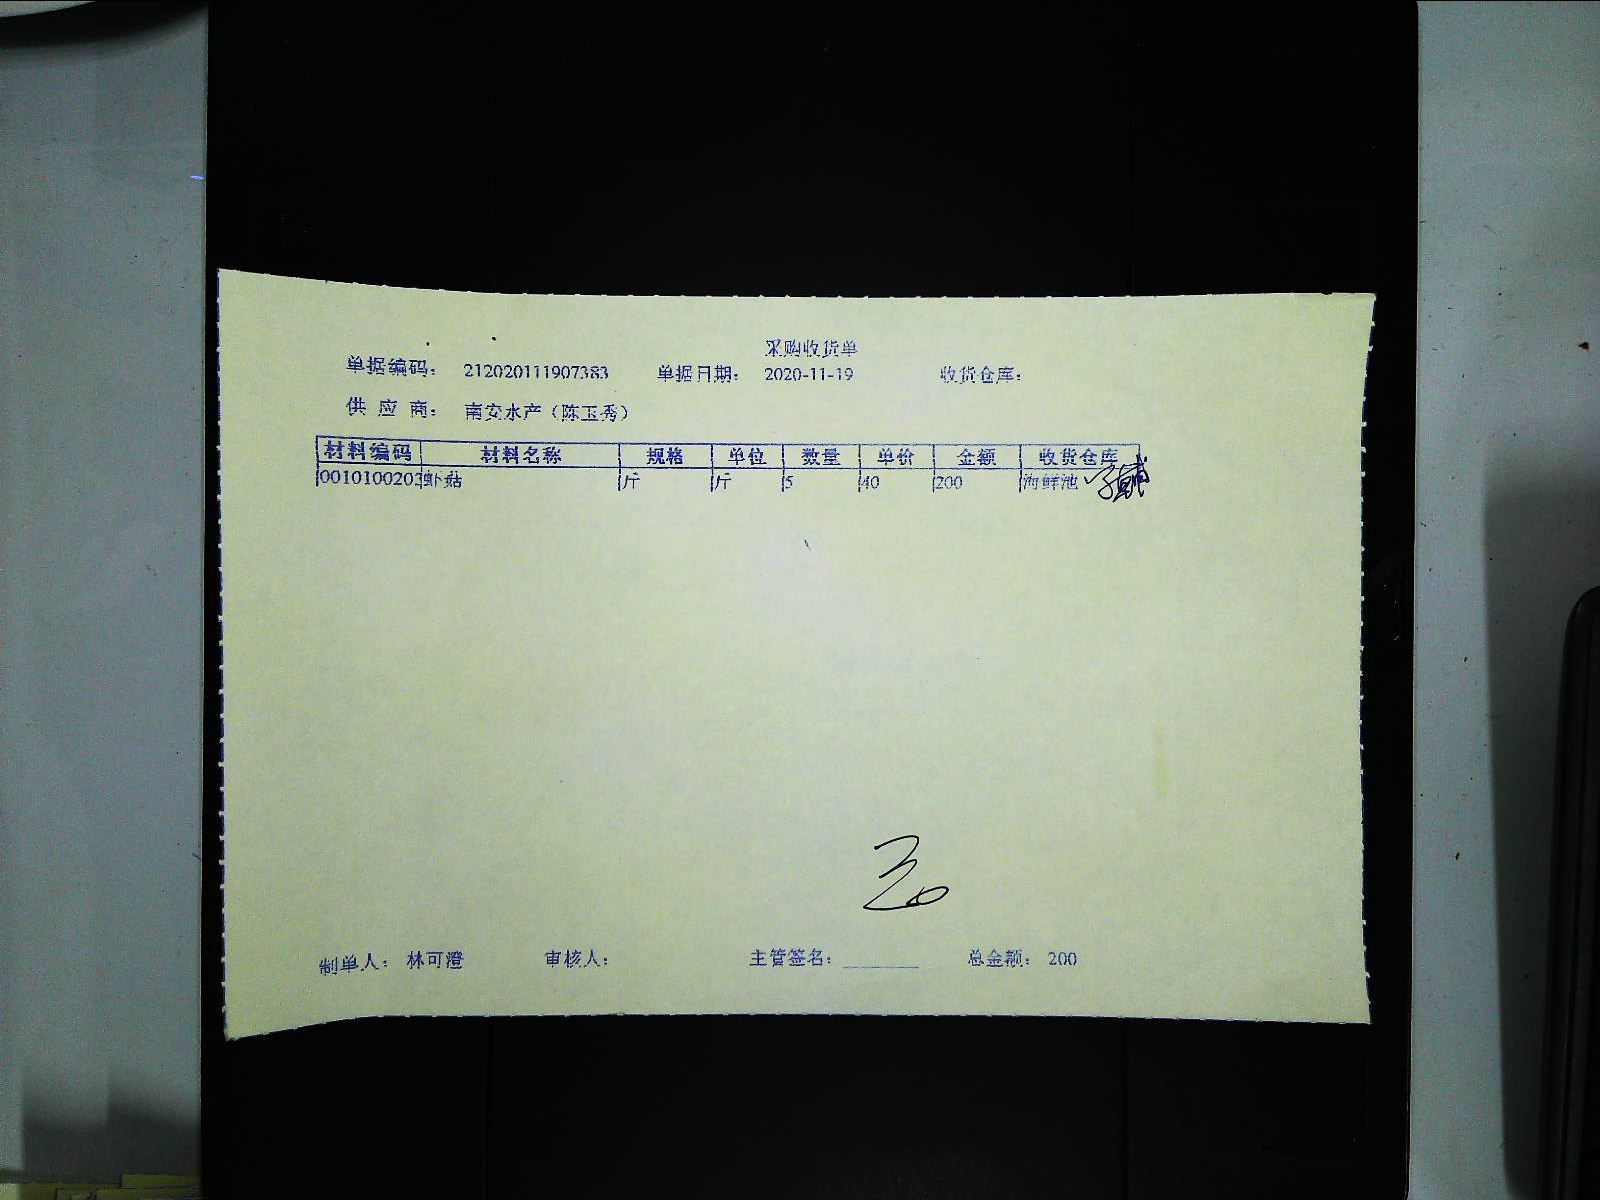 采购收货单
单据编码： 212020111907383 单据日期： 2020-11-19 收货仓库：
供 应 商： 南安水产（陈玉秀）
材料编码 材料名称 规格 单位 数量 单价 金额 收货仓库
0010100203 虾菇 斤 斤 5 40 200 海鲜池
制单人： 林可澄 审核人： 主管签名： 总金额： 200